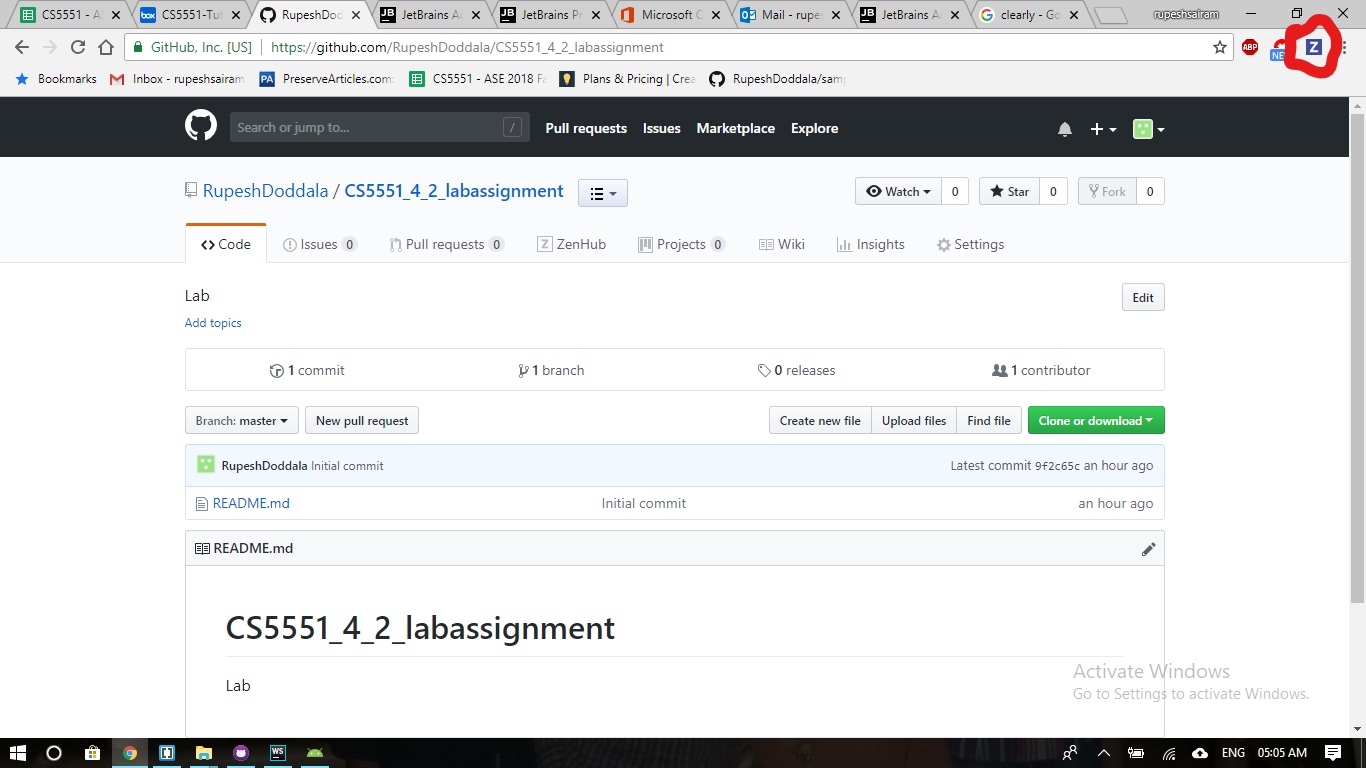 CS5551 - A
CS5551-Tut
RupeshDod
JetBrains A
JetBrains P
Microsoft C
Mail - rupe
JetBrains A
clearly - Go
rupeshsairam
GitHub, Inc. [US] https://github.com/RupeshDoddala/CS5551_4_2_labassignment
ABP NE Z
Bookmarks Inbox - rupeshsairam PreserveArticles.com: CS5551 - ASE 2018 Fa Plans & Pricing | Crea RupeshDoddala/sam
Search or jump to... / Pull requests Issues Marketplace Explore
RupeshDoddala / CS5551_4_2_labassignment Watch 0 Star 0 Fork 0
Code Issues 0 Pull requests 0 ZenHub Projects 0 Wiki Insights Settings
Lab Edit
Add topics
1 commit 1 branch 0 releases 1 contributor
Branch: master New pull request Create new file Upload files Find file Clone or download
RupeshDoddala Initial commit Latest commit 9f2c65c an hour ago
README.md Initial commit an hour ago
README.md
CS5551_4_2_labassignment
Lab
Activate Windows
Go to Settings to activate Windows.
WS ENG 05:05 AM